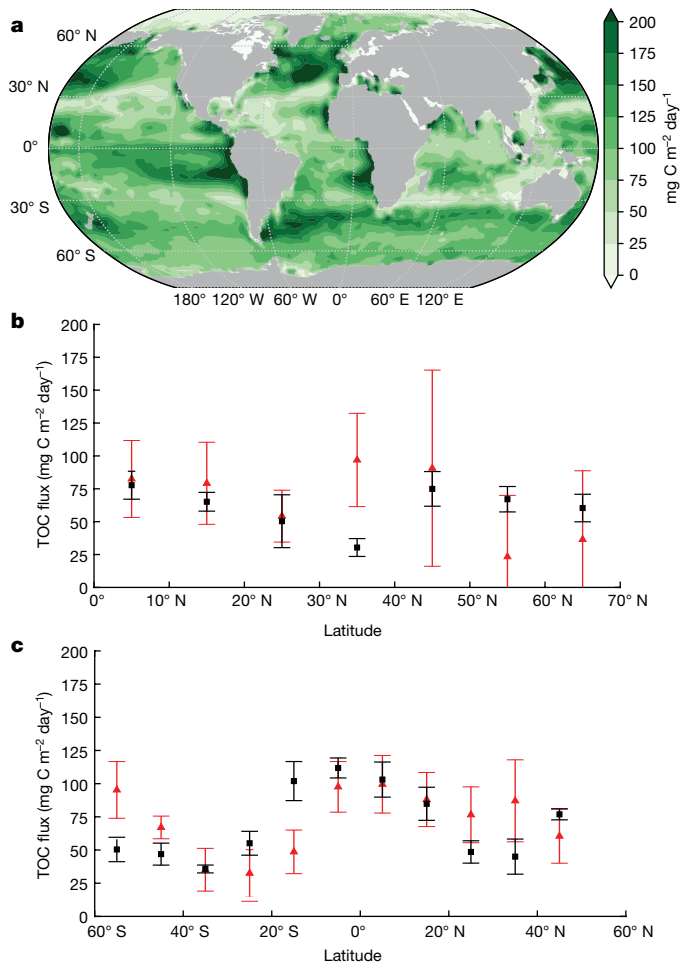 a
60° N
30° N
0°
30° S
60° S
180° 120° W 60° W 0° 60° E 120° E
200
175
150
125
100
75
50
25
0
mg C m⁻² day⁻¹
b
200
175
150
125
100
75
50
25
0
TOC flux (mg C m⁻² day⁻¹)
0° 10° N 20° N 30° N 40° N 50° N 60° N 70° N
Latitude
c
200
175
150
125
100
75
50
25
0
TOC flux (mg C m⁻² day⁻¹)
60° S 40° S 20° S 0° 20° N 40° N 60° N
Latitude